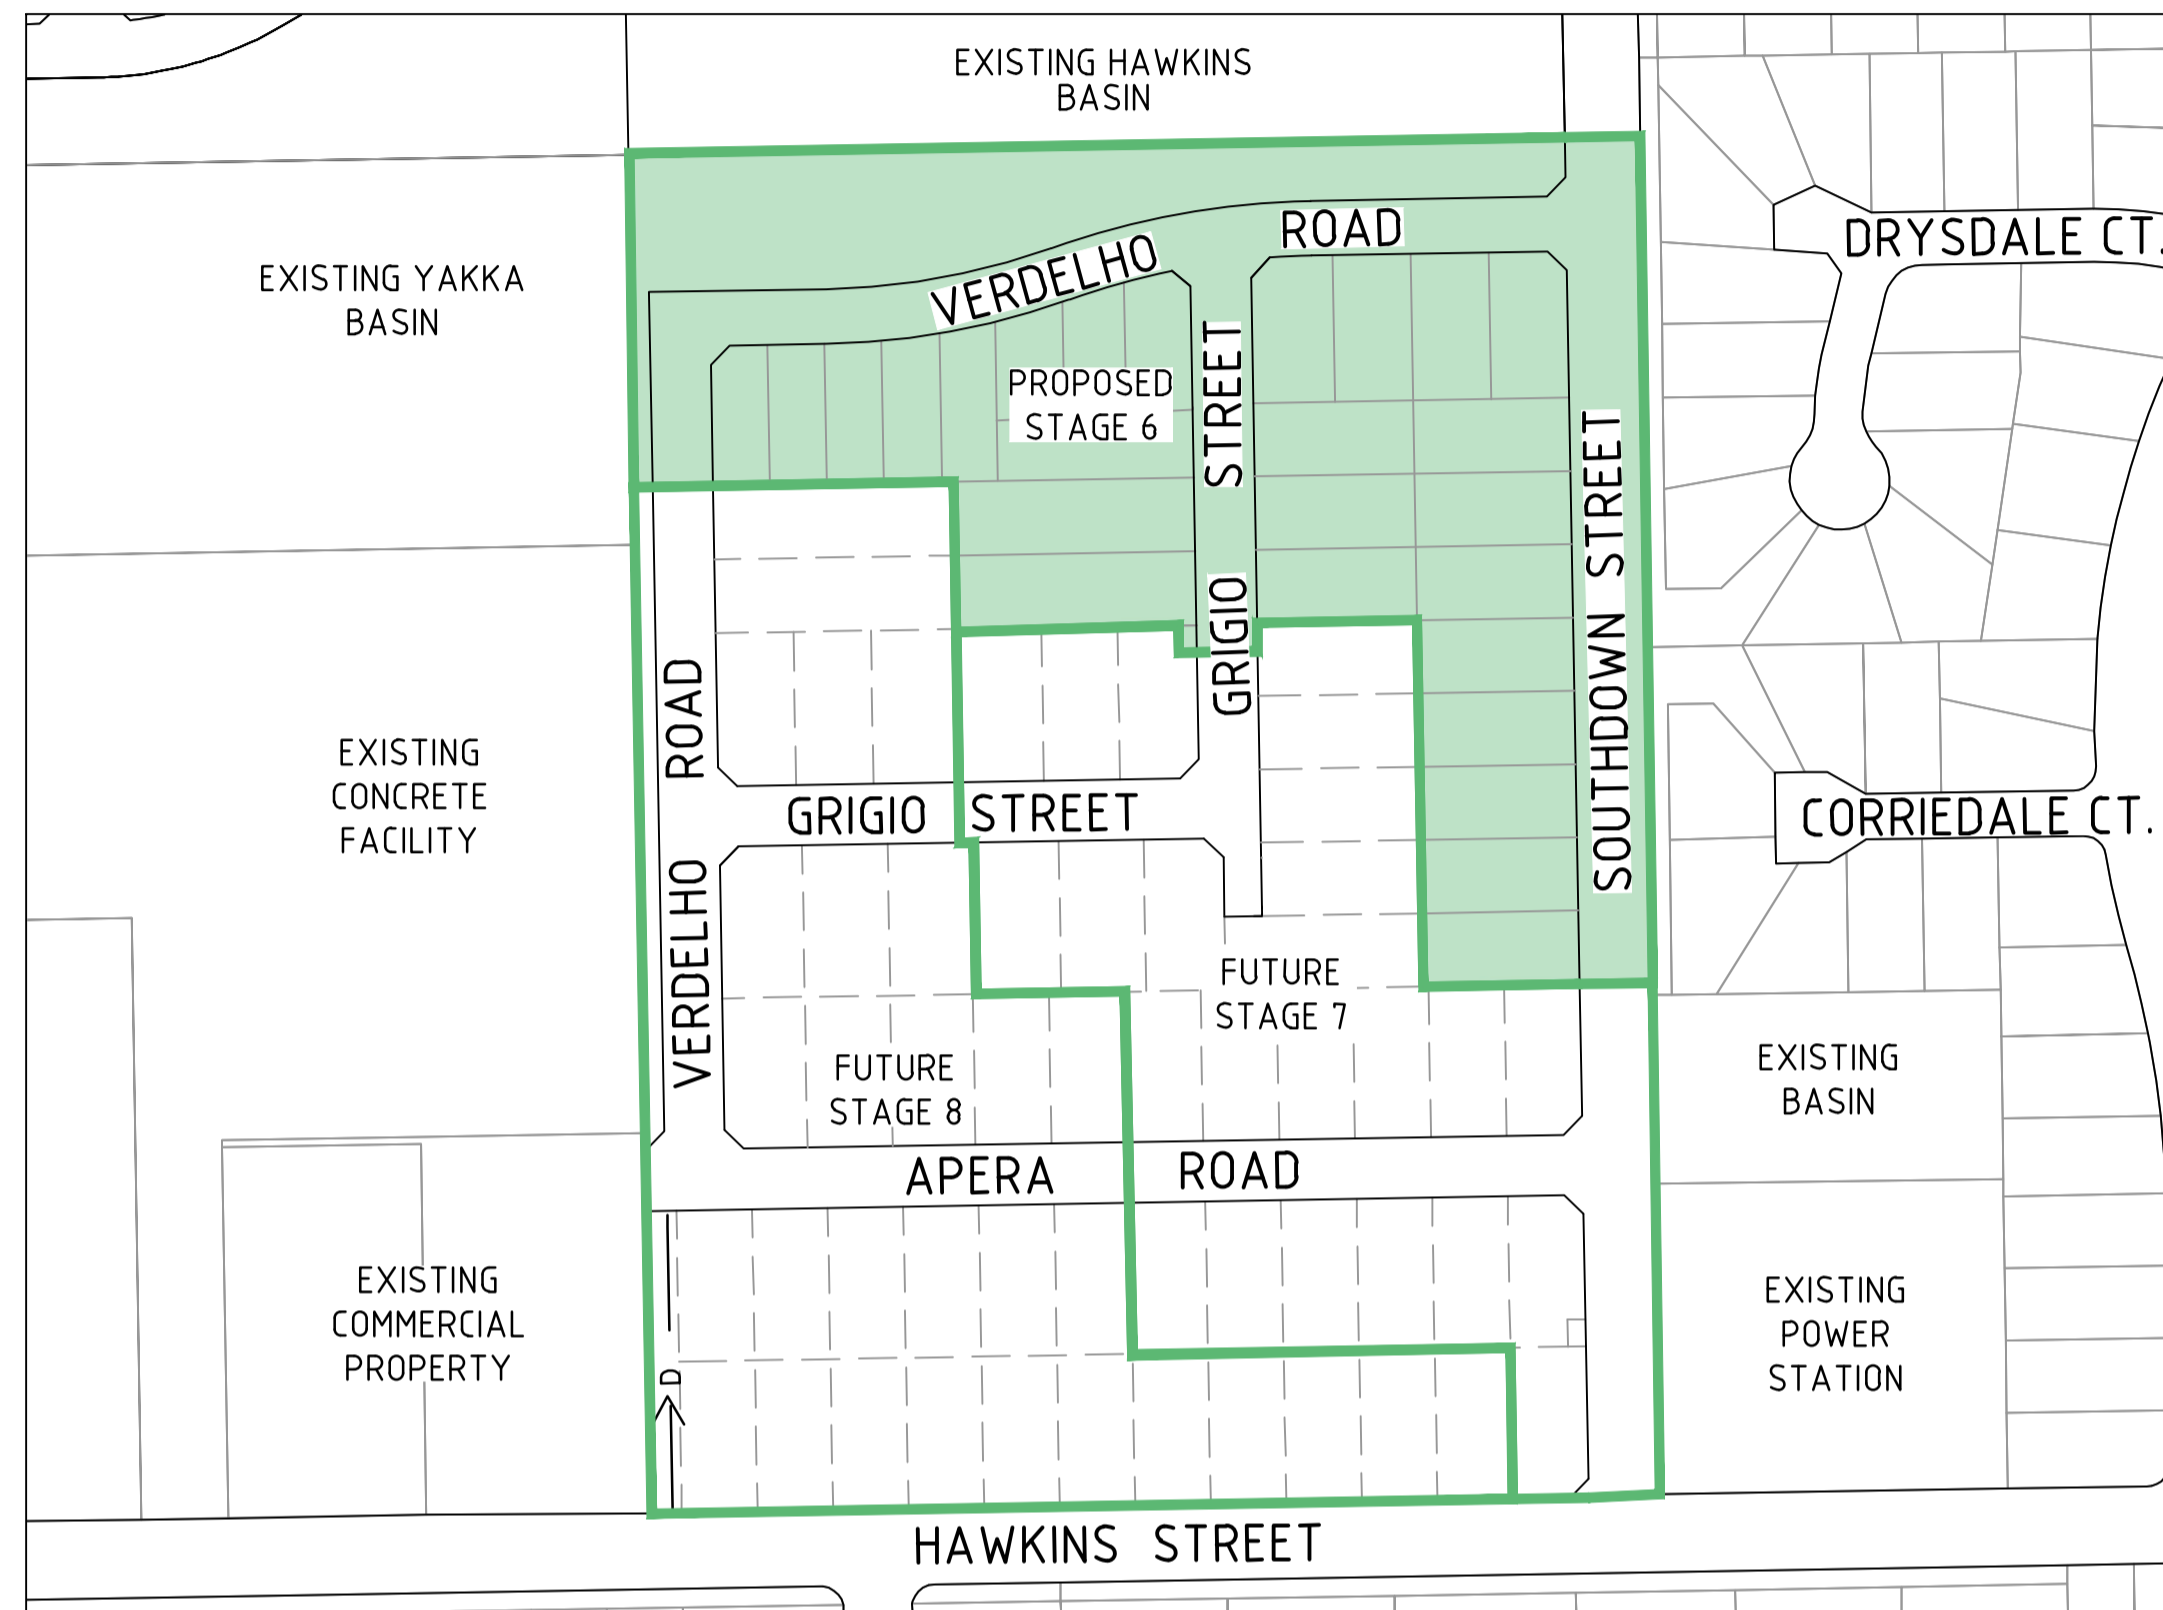 EXISTING HAWKINS
BASIN
EXISTING YAKKA
BASIN
VERDELHO ROAD
DRYSDALE CT.
PROPOSED
STAGE 6
GRIGIO STREET
SOUTHDOWN STREET
VERDELHO ROAD
EXISTING
CONCRETE
FACILITY
GRIGIO STREET
CORRIEDALE CT.
FUTURE
STAGE 7
FUTURE
STAGE 8
EXISTING
BASIN
APERA ROAD
EXISTING
COMMERCIAL
PROPERTY
D
EXISTING
POWER
STATION
HAWKINS STREET